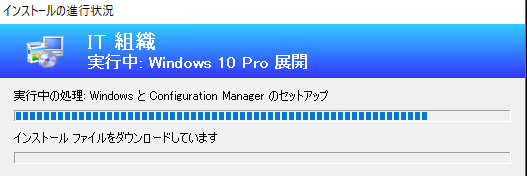 インストールの進行状況
IT 組織
実行中: Windows 10 Pro 展開
実行中の処理: Windows と Configuration Manager のセットアップ
インストール ファイルをダウンロードしています